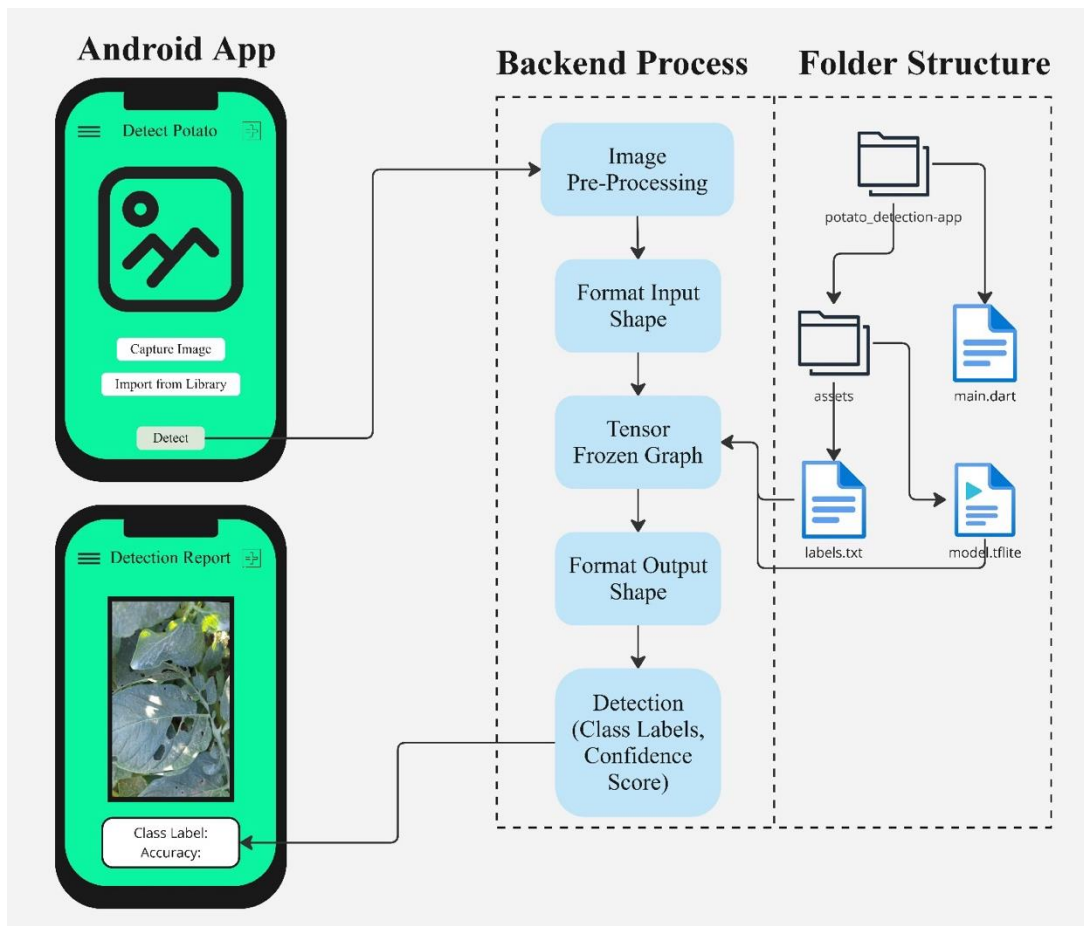 Android App
Backend Process
Folder Structure
Detect Potato
Capture Image
Import from Library
Detect
Detection Report
Class Label:
Accuracy:
Image
Pre-Processing
Format Input
Shape
Tensor
Frozen Graph
Format Output
Shape
Detection
(Class Labels,
Confidence
Score)
potato_detection-app
assets
main.dart
labels.txt
model.tflite